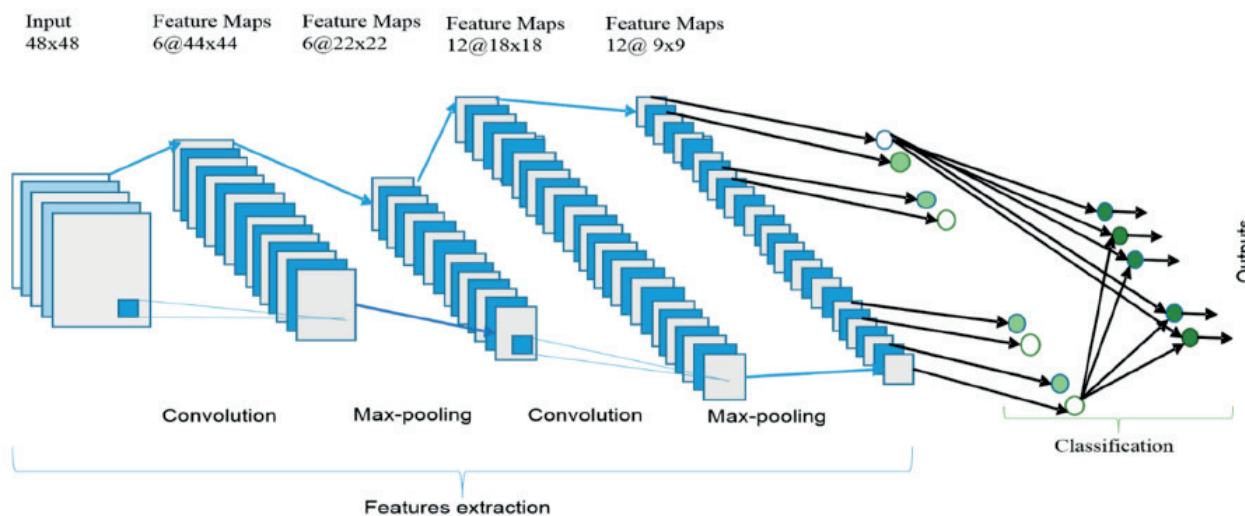 Input
48x48
Feature Maps
6@44x44
Feature Maps
6@22x22
Feature Maps
12@18x18
Feature Maps
12@ 9x9
Outputs
Convolution
Max-pooling
Convolution
Max-pooling
Classification
Features extraction